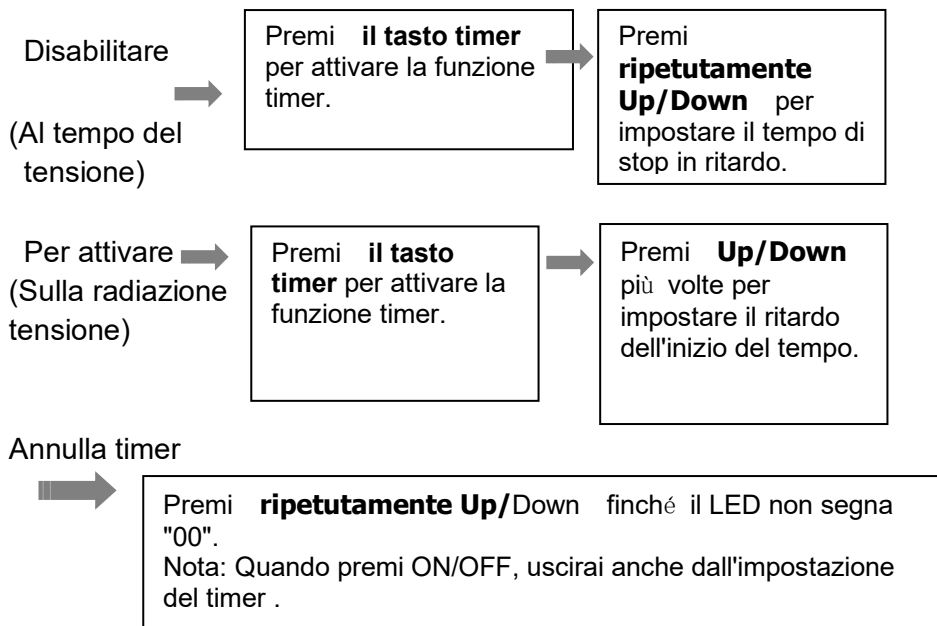 Disabilitare
(Al tempo del
tensione)
Premi il tasto timer
per attivare la funzione
timer.
Premi
ripetutamente
Up/Down per
impostare il tempo di
stop in ritardo.
Per attivare
(Sulla radiazione
tensione)
Premi il tasto
timer per attivare la
funzione timer.
Premi Up/Down
più volte per
impostare il ritardo
dell'inizio del tempo.
Annulla timer
Premi ripetutamente Up/Down finché il LED non segna
"00".
Nota: Quando premi ON/OFF, uscirai anche dall'impostazione
del timer .